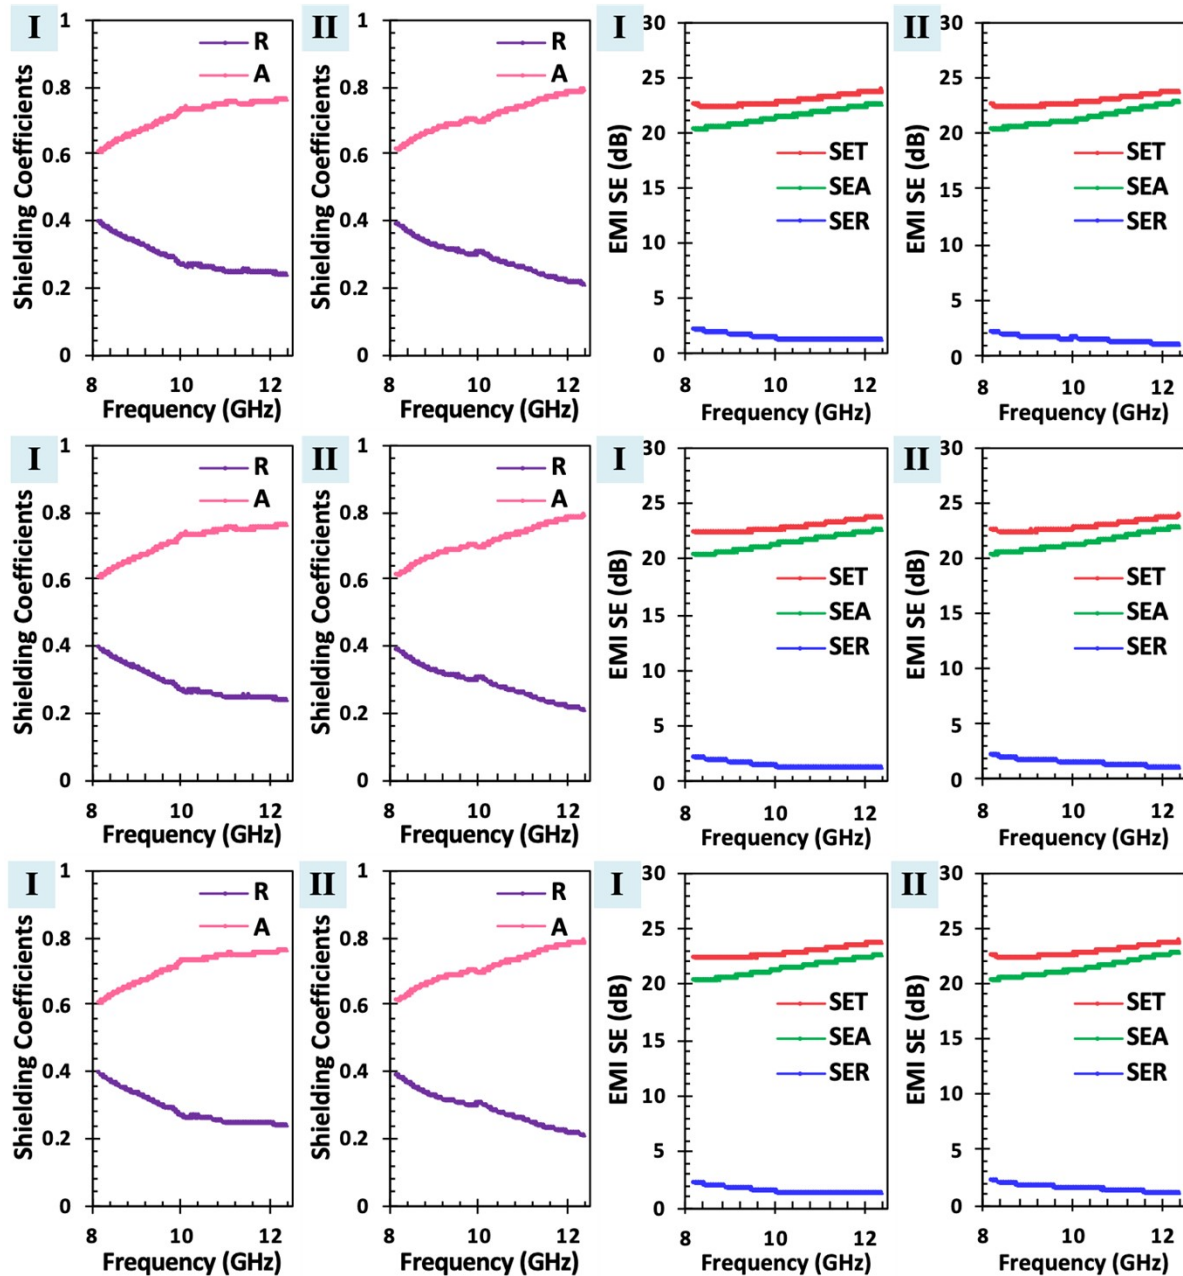 I
II
I
II
Shielding Coefficients
1
0.8
0.6
0.4
0.2
0
R
A
8 10 12
Frequency (GHz)
Shielding Coefficients
1
0.8
0.6
0.4
0.2
0
R
A
8 10 12
Frequency (GHz)
EMI SE (dB)
30
25
20
15
10
5
0
SET
SEA
SER
8 10 12
Frequency (GHz)
EMI SE (dB)
30
25
20
15
10
5
0
SET
SEA
SER
8 10 12
Frequency (GHz)
I
II
I
II
Shielding Coefficients
1
0.8
0.6
0.4
0.2
0
R
A
8 10 12
Frequency (GHz)
Shielding Coefficients
1
0.8
0.6
0.4
0.2
0
R
A
8 10 12
Frequency (GHz)
EMI SE (dB)
30
25
20
15
10
5
0
SET
SEA
SER
8 10 12
Frequency (GHz)
EMI SE (dB)
30
25
20
15
10
5
0
SET
SEA
SER
8 10 12
Frequency (GHz)
I
II
I
II
Shielding Coefficients
1
0.8
0.6
0.4
0.2
0
R
A
8 10 12
Frequency (GHz)
Shielding Coefficients
1
0.8
0.6
0.4
0.2
0
R
A
8 10 12
Frequency (GHz)
EMI SE (dB)
30
25
20
15
10
5
0
SET
SEA
SER
8 10 12
Frequency (GHz)
EMI SE (dB)
30
25
20
15
10
5
0
SET
SEA
SER
8 10 12
Frequency (GHz)